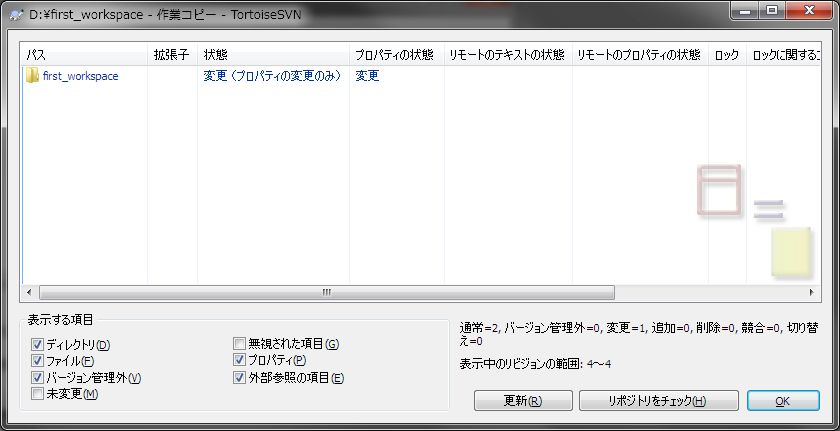 D:¥first_workspace - 作業コピー - TortoiseSVN
パス 拡張子 状態 プロパティの状態 リモートのテキストの状態 リモートのプロパティの状態 ロック ロックに関するコ
first_workspace 変更（プロパティの変更のみ） 変更
表示する項目
ディレクトリ(D)
無視された項目(G)
ファイル(F)
プロパティ(P)
バージョン管理外(V)
外部参照の項目(E)
未変更(M)
通常=2, バージョン管理外=0, 変更=1, 追加=0, 削除=0, 競合=0, 切り替
え=0
表示中のリビジョンの範囲: 4～4
更新(R) リポジトリをチェック(H) OK